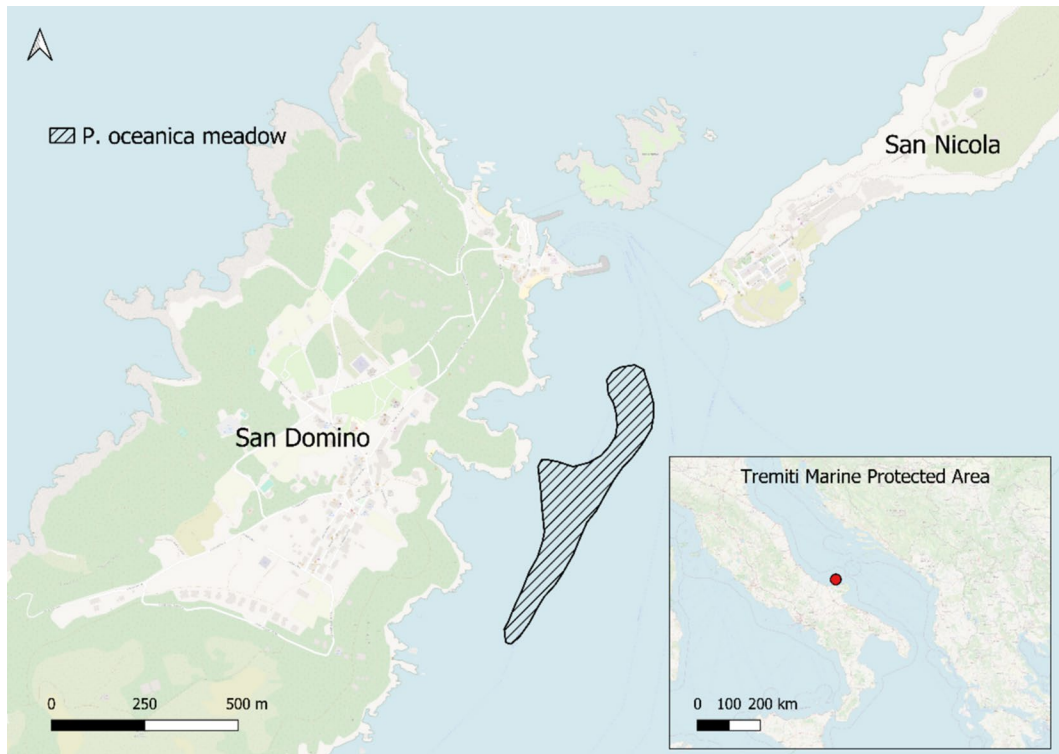 P. oceanica meadow
San Nicola
San Domino
Tremiti Marine Protected Area
0 100 200 km
0 250 500 m